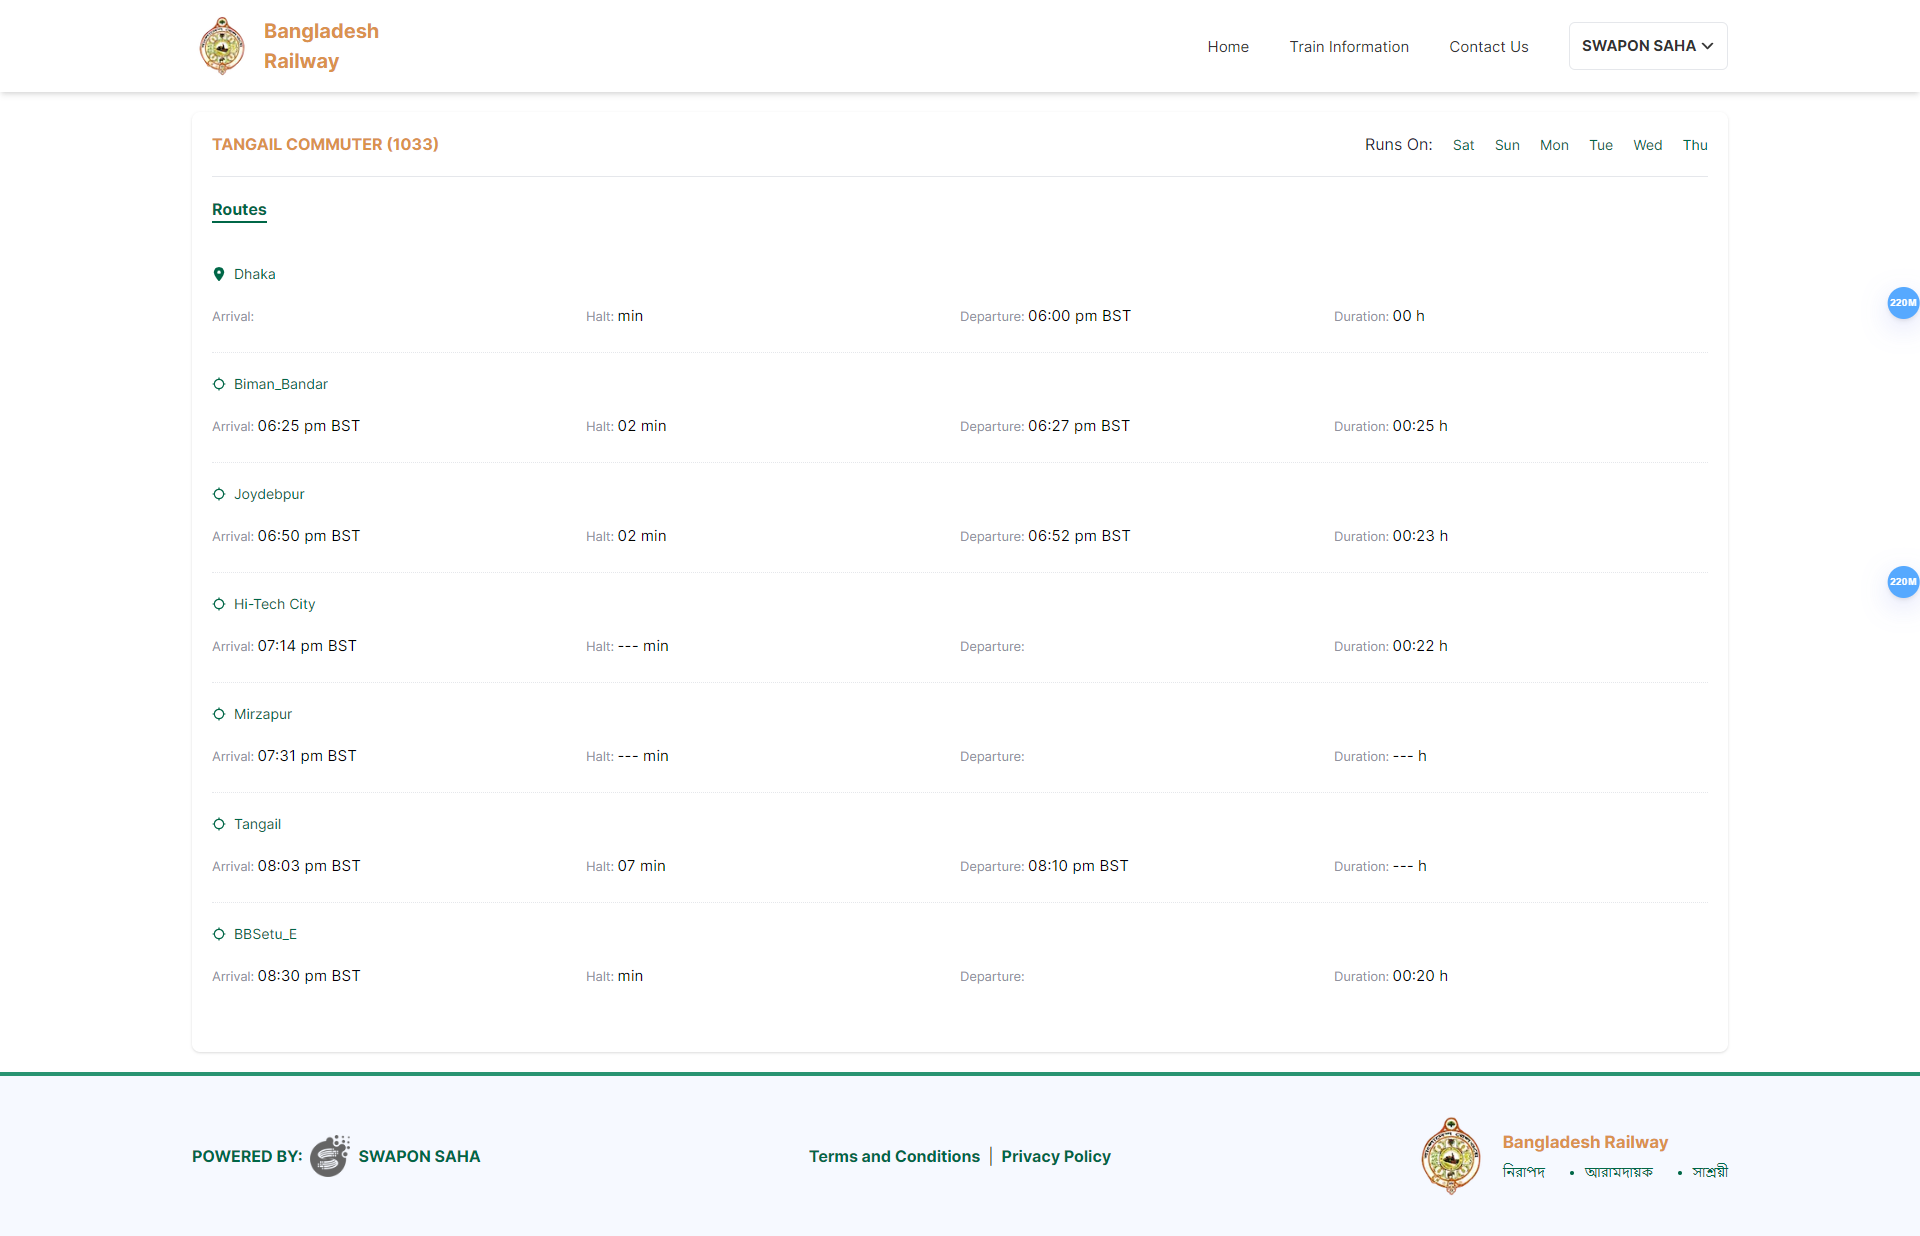 Bangladesh
Railway
Home
Train Information
Contact Us
SWAPON SAHA
TANGAIL COMMUTER (1033)
Runs On: Sat Sun Mon Tue Wed Thu
Routes
Dhaka
Arrival: Halt: min Departure: 06:00 pm BST Duration: 00 h
Biman_Bandar
Arrival: 06:25 pm BST Halt: 02 min Departure: 06:27 pm BST Duration: 00:25 h
Joydebpur
Arrival: 06:50 pm BST Halt: 02 min Departure: 06:52 pm BST Duration: 00:23 h
Hi-Tech City
Arrival: 07:14 pm BST Halt: --- min Departure: Duration: 00:22 h
Mirzapur
Arrival: 07:31 pm BST Halt: --- min Departure: Duration: --- h
Tangail
Arrival: 08:03 pm BST Halt: 07 min Departure: 08:10 pm BST Duration: --- h
BBSetu_E
Arrival: 08:30 pm BST Halt: min Departure: Duration: 00:20 h
220M
220M
POWERED BY: SWAPON SAHA
Terms and Conditions | Privacy Policy
Bangladesh Railway
নিরাপদ • আরামদায়ক • সাশ্রয়ী